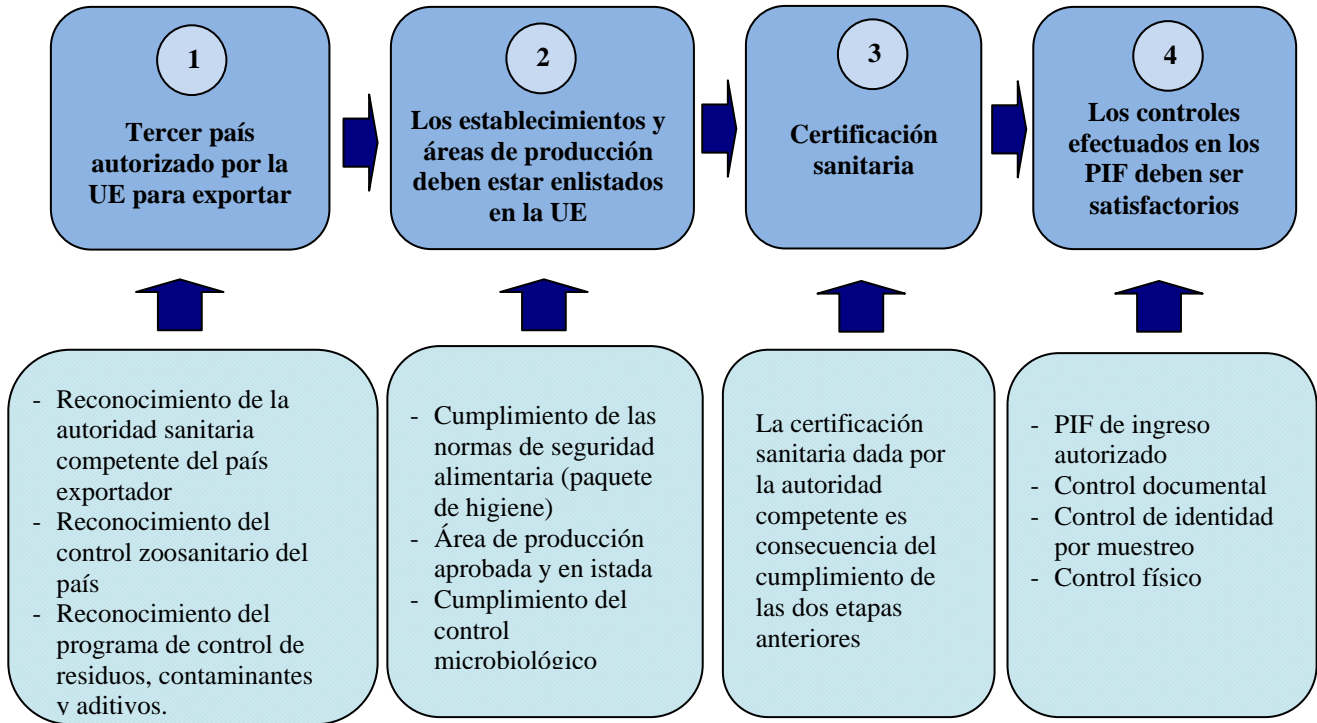 1
Tercer país
autorizado por la
UE para exportar
2
Los establecimientos y
áreas de producción
deben estar enlistados
en la UE
3
Certificación
sanitaria
4
Los controles
efectuados en los
PIF deben ser
satisfactorios
- Reconocimiento de la
autoridad sanitaria
competente del país
exportador
- Reconocimiento del
control zoosanitario del
país
- Reconocimiento del
programa de control de
residuos, contaminantes
y aditivos.
- Cumplimiento de las
normas de seguridad
alimentaria (paquete
de higiene)
- Área de producción
aprobada y en istada
- Cumplimiento del
control
microbiológico
La certificación
sanitaria dada por
la autoridad
competente es
consecuencia del
cumplimiento de
las dos etapas
anteriores
- PIF de ingreso
autorizado
- Control documental
- Control de identidad
por muestreo
- Control físico